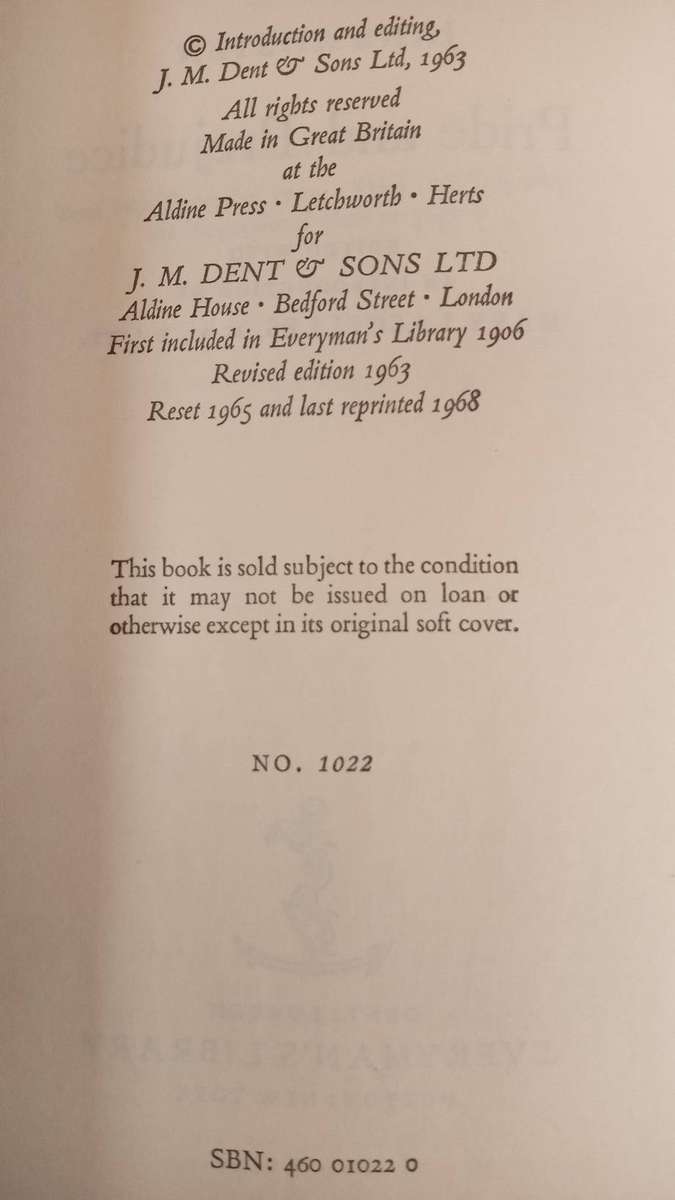 © Introduction and editing,
J. M. Dent & Sons Ltd, 1963
All rights reserved
Made in Great Britain
at the
Aldine Press • Letchworth • Herts
for
J. M. DENT & SONS LTD
Aldine House • Bedford Street • London
First included in Everyman's Library 1906
Revised edition 1963
Reset 1965 and last reprinted 1968
This book is sold subject to the condition
that it may not be issued on loan or
otherwise except in its original soft cover.
NO. 1022
SBN: 460 01022 0